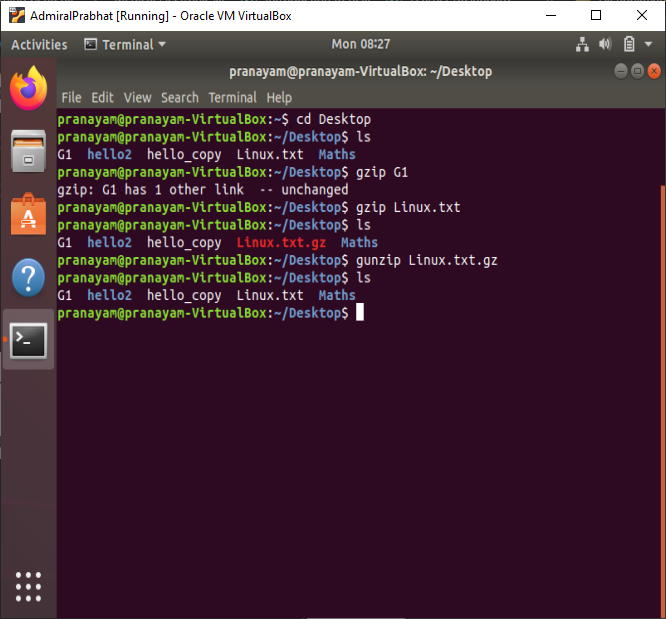 AdmiralPrabhat [Running] - Oracle VM VirtualBox
Activities Terminal Mon 08:27
pranayam@pranayam-VirtualBox: ~/Desktop
File Edit View Search Terminal Help
pranayam@pranayam-VirtualBox:~$ cd Desktop
pranayam@pranayam-VirtualBox:~/Desktop$ ls
G1 hello2 hello_copy Linux.txt Maths
pranayam@pranayam-VirtualBox:~/Desktop$ gzip G1
gzip: G1 has 1 other link  -- unchanged
pranayam@pranayam-VirtualBox:~/Desktop$ gzip Linux.txt
pranayam@pranayam-VirtualBox:~/Desktop$ ls
G1 hello2 hello_copy Linux.txt.gz Maths
pranayam@pranayam-VirtualBox:~/Desktop$ gunzip Linux.txt.gz
pranayam@pranayam-VirtualBox:~/Desktop$ ls
G1 hello2 hello_copy Linux.txt Maths
pranayam@pranayam-VirtualBox:~/Desktop$